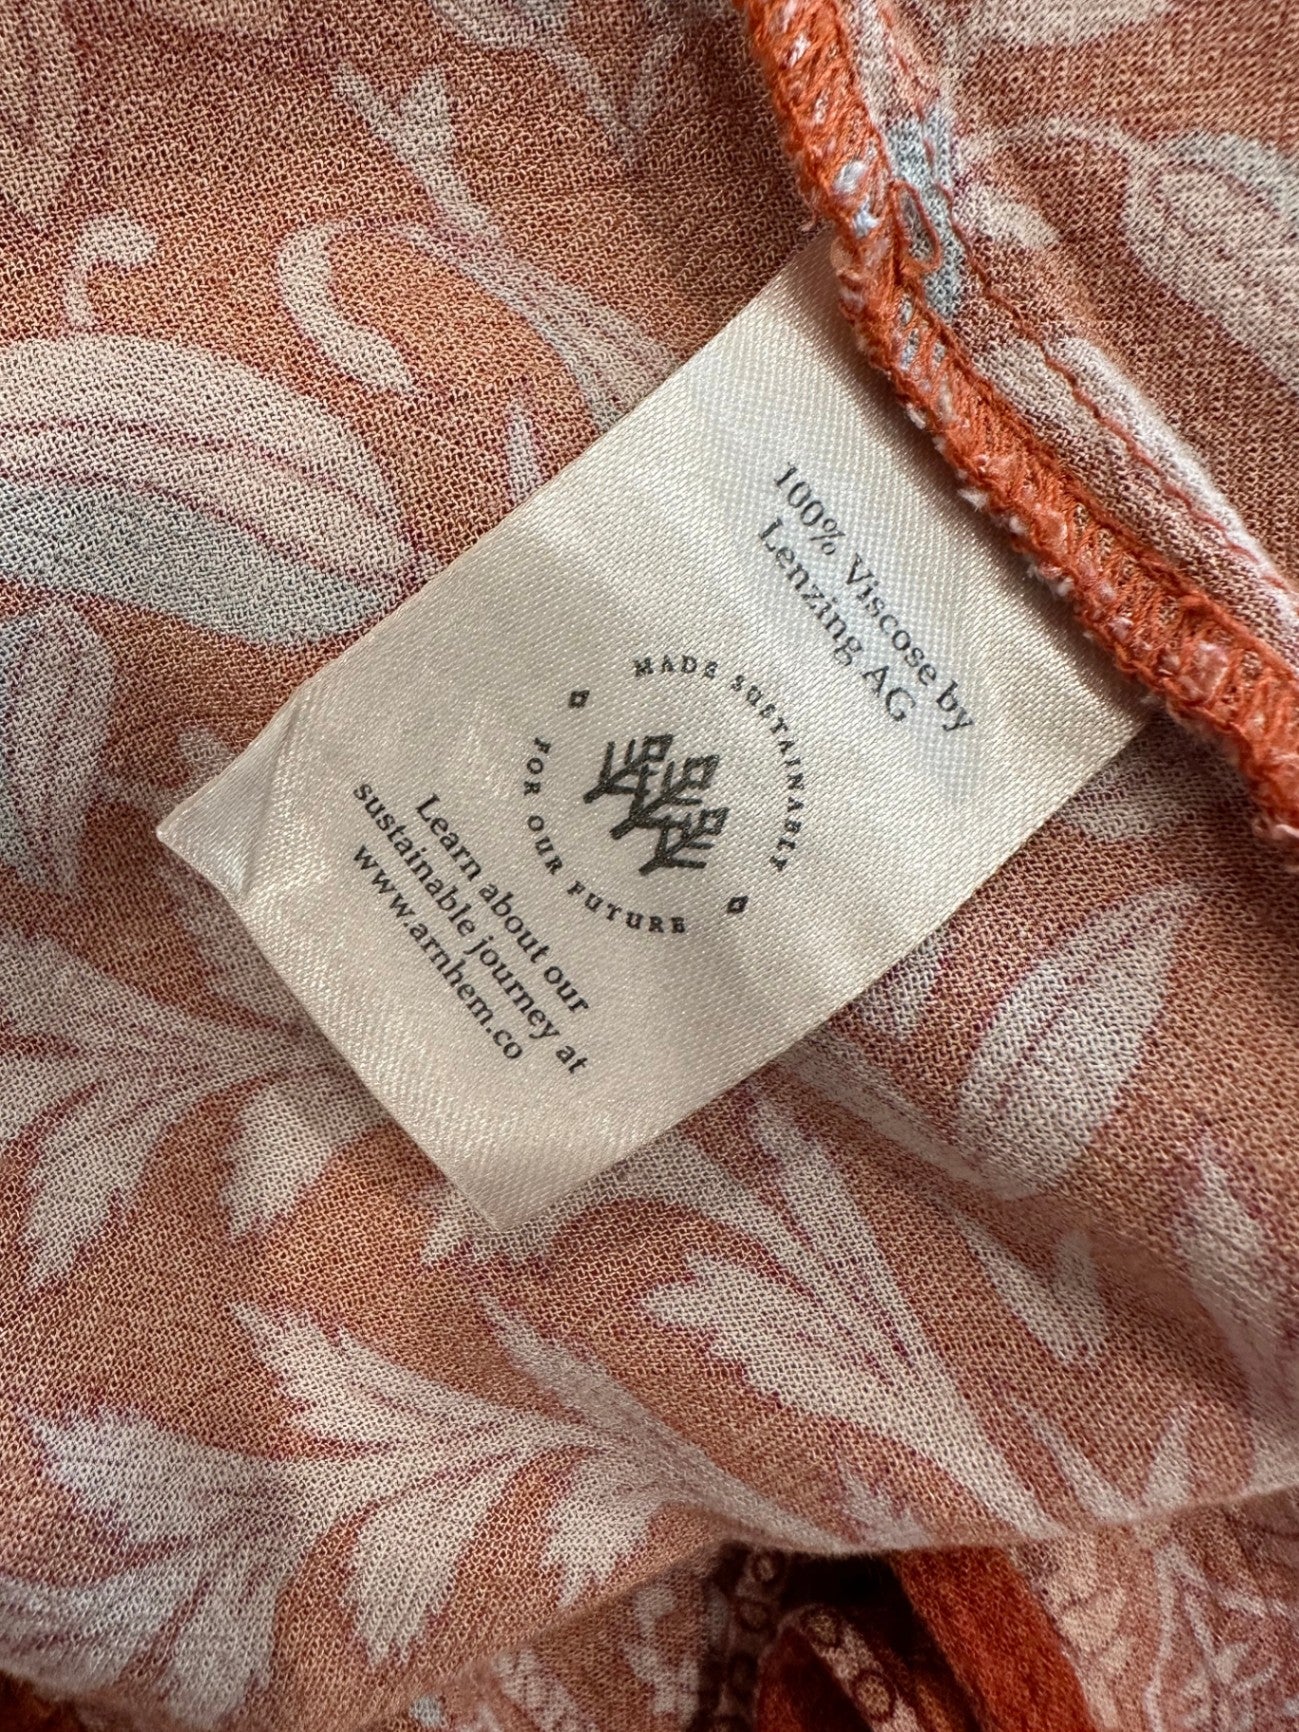 100% Viscose by
Lenzing AG
MADE SUSTAINABLY
FOR OUR FUTURE
Learn about our
sustainable journey at
www.arnhem.co